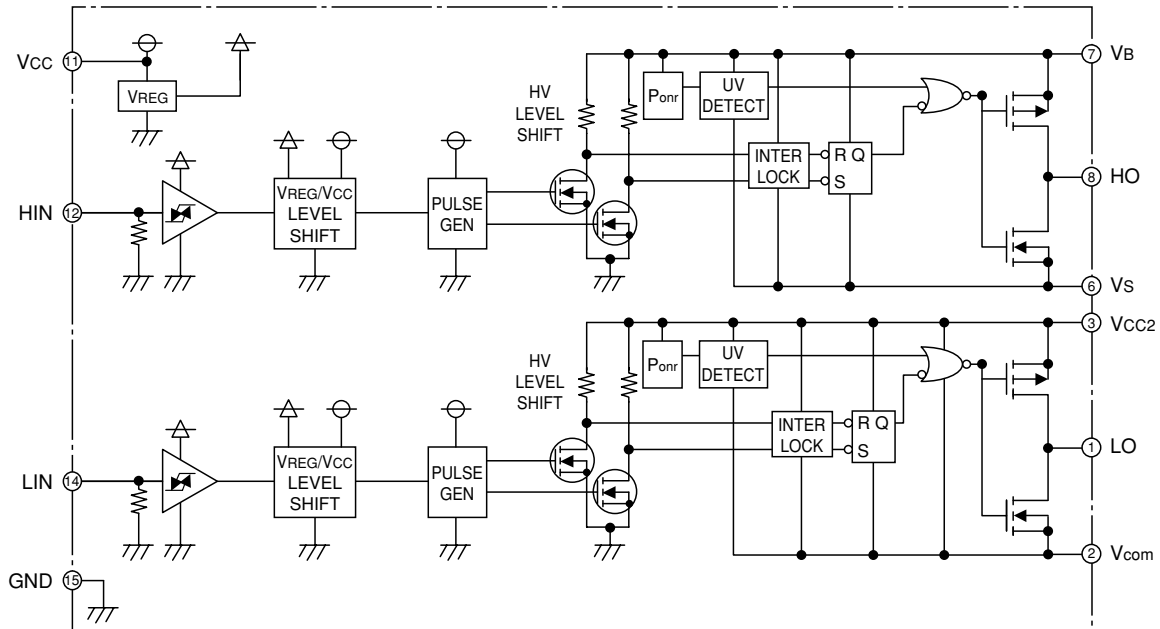 VCC
11
VREG
HV
LEVEL
SHIFT
Ponr
UV
DETECT
7
VB
HIN
12
VREG/VCC
LEVEL
SHIFT
PULSE
GEN
INTER
LOCK
R Q
S
8
HO
6
VS
3
VCC2
HV
LEVEL
SHIFT
Ponr
UV
DETECT
LIN
14
VREG/VCC
LEVEL
SHIFT
PULSE
GEN
INTER
LOCK
R Q
S
1
LO
2
Vcom
GND
15